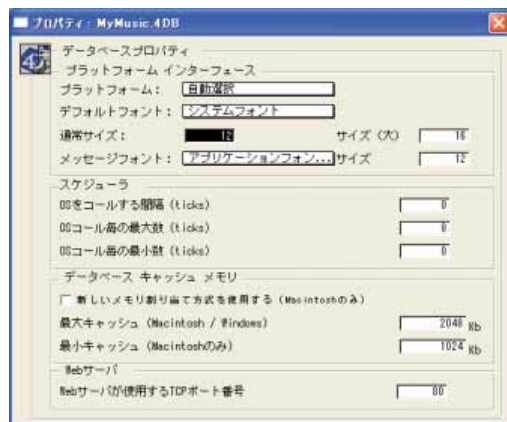 プロパティ: MyMusic.4DB
データベースプロパティ
プラットフォーム インターフェース
プラットフォーム: 自動選択
デフォルトフォント: システムフォント
通常サイズ: 12 サイズ (大) 16
メッセージフォント: アプリケーションフォン... サイズ 12
スケジューラ
OSをコールする間隔 (ticks) 0
OSコール毎の最大数 (ticks) 0
OSコール毎の最小数 (ticks) 0
データベース キャッシュ メモリ
新しいメモリ割り当て方式を使用する (Macintoshのみ)
最大キャッシュ (Macintosh / Windows) 2048 Kb
最小キャッシュ (Macintoshのみ) 1024 Kb
Webサーバ
Webサーバが使用するTCPポート番号 80